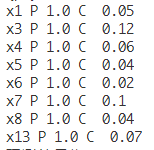 x1 P 1.0 C 0.05
x3 P 1.0 C 0.12
x4 P 1.0 C 0.06
x5 P 1.0 C 0.04
x6 P 1.0 C 0.02
x7 P 1.0 C 0.1
x8 P 1.0 C 0.04
x13 P 1.0 C 0.07